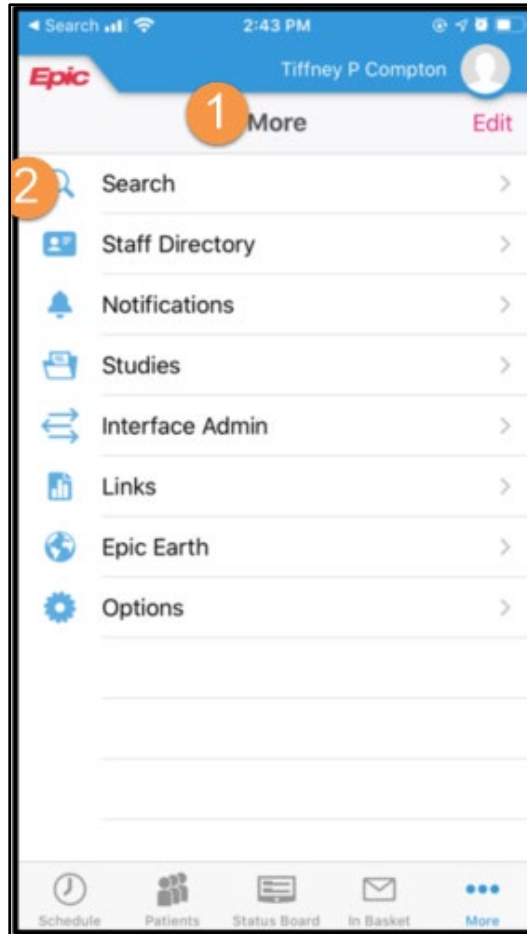 ◄ Search 2:43 PM
Epic Tiffney P Compton
1 More Edit
2 Search
Staff Directory
Notifications
Studies
Interface Admin
Links
Epic Earth
Options
Schedule Patients Status Board In Basket More